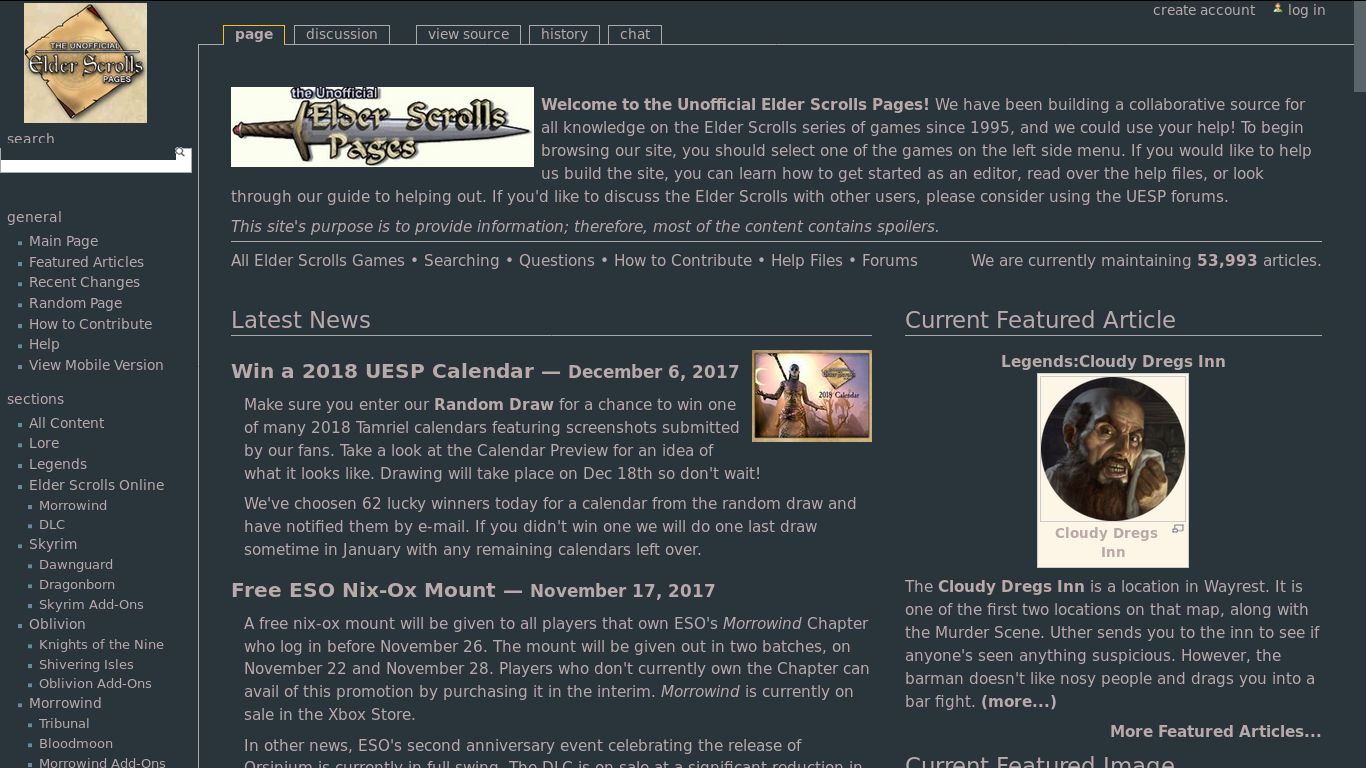 create account log in
page discussion view source history chat
THE UNOFFICIAL
Elder Scrolls
PAGES
search
general
Main Page
Featured Articles
Recent Changes
Random Page
How to Contribute
Help
View Mobile Version
sections
All Content
Lore
Legends
Elder Scrolls Online
Morrowind
DLC
Skyrim
Dawnguard
Dragonborn
Skyrim Add-Ons
Oblivion
Knights of the Nine
Shivering Isles
Oblivion Add-Ons
Morrowind
Tribunal
Bloodmoon
Morrowind Add-Ons
the Unofficial
Elder Scrolls
Pages
Welcome to the Unofficial Elder Scrolls Pages! We have been building a collaborative source for
all knowledge on the Elder Scrolls series of games since 1995, and we could use your help! To begin
browsing our site, you should select one of the games on the left side menu. If you would like to help
us build the site, you can learn how to get started as an editor, read over the help files, or look
through our guide to helping out. If you'd like to discuss the Elder Scrolls with other users, please consider using the UESP forums.
This site's purpose is to provide information; therefore, most of the content contains spoilers.
All Elder Scrolls Games • Searching • Questions • How to Contribute • Help Files • Forums
We are currently maintaining 53,993 articles.
Latest News
Win a 2018 UESP Calendar — December 6, 2017
Make sure you enter our Random Draw for a chance to win one
of many 2018 Tamriel calendars featuring screenshots submitted
by our fans. Take a look at the Calendar Preview for an idea of
what it looks like. Drawing will take place on Dec 18th so don't wait!
2018 Calendar
We've choosen 62 lucky winners today for a calendar from the random draw and
have notified them by e-mail. If you didn't win one we will do one last draw
sometime in January with any remaining calendars left over.
Free ESO Nix-Ox Mount — November 17, 2017
A free nix-ox mount will be given to all players that own ESO's Morrowind Chapter
who log in before November 26. The mount will be given out in two batches, on
November 22 and November 28. Players who don't currently own the Chapter can
avail of this promotion by purchasing it in the interim. Morrowind is currently on
sale in the Xbox Store.
In other news, ESO's second anniversary event celebrating the release of
Orsinium is currently in full swing. The DLC is on sale at a significant reduction in
Current Featured Article
Legends:Cloudy Dregs Inn
Cloudy Dregs
Inn
The Cloudy Dregs Inn is a location in Wayrest. It is
one of the first two locations on that map, along with
the Murder Scene. Uther sends you to the inn to see if
anyone's seen anything suspicious. However, the
barman doesn't like nosy people and drags you into a
bar fight. (more...)
More Featured Articles...
Current Featured Image